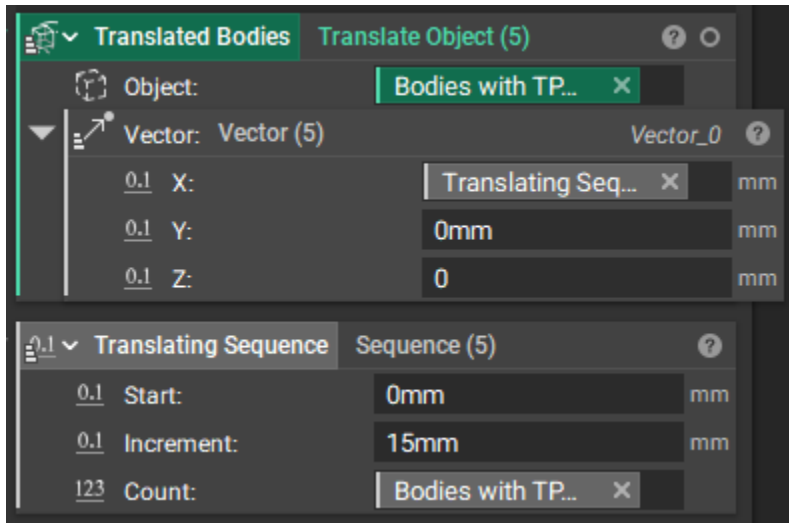 Translated Bodies Translate Object (5) ?
Object: Bodies with TP... ×
Vector: Vector (5) Vector_0 ?
0.1 X: Translating Seq... × mm
0.1 Y: 0mm mm
0.1 Z: 0 mm
0.1 Translating Sequence Sequence (5) ?
0.1 Start: 0mm mm
0.1 Increment: 15mm mm
123 Count: Bodies with TP... ×